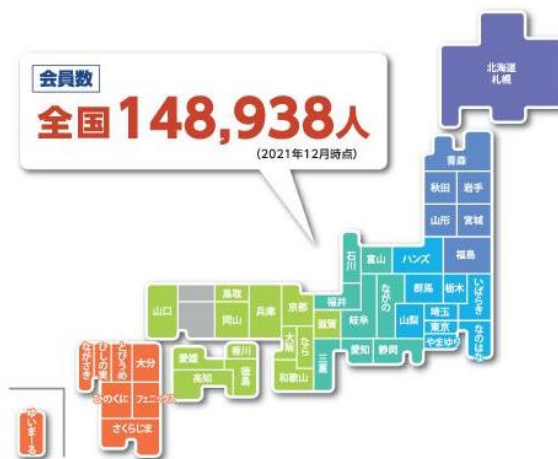 会員数
全国148,938人
(2021年12月時点)
北海道
札幌
青森
秋田
岩手
山形
宮城
福島
石川
富山
ハンズ
群馬
栃木
いばらき
福井
ながの
埼玉
東京
なのはな
滋賀
岐阜
山梨
やまゆり
三重
愛知
静岡
山口
鳥取
岡山
兵庫
京都
大阪
なら
和歌山
愛媛
香川
高知
徳島
ながさき
ひしの実
とびうめ
大分
ひのくに
フェニックス
さくらじま
ゆいまーる